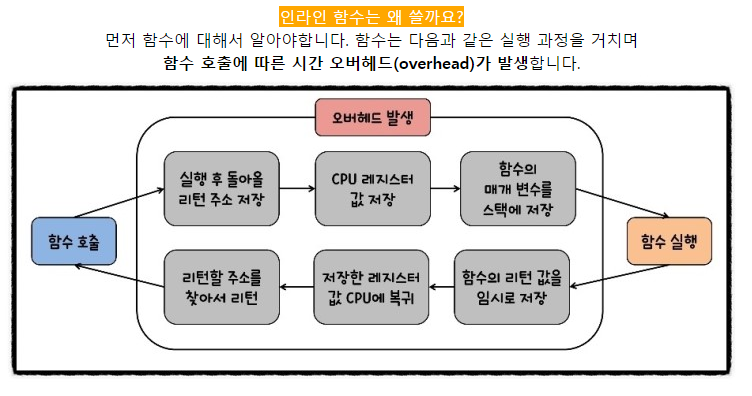 인라인 함수는 왜 쓸까요?
먼저 함수에 대해서 알아야합니다. 함수는 다음과 같은 실행 과정을 거치며
함수 호출에 따른 시간 오버헤드(overhead)가 발생합니다.
오버헤드 발생
함수 호출
실행 후 돌아올
리턴 주소 저장
CPU 레지스터
값 저장
함수의
매개 변수를
스택에 저장
함수 실행
함수의 리턴 값을
임시로 저장
저장한 레지스터
값 CPU에 복귀
리턴할 주소를
찾아서 리턴